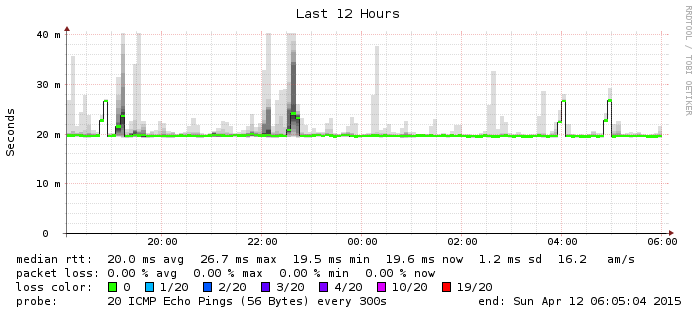 Last 12 Hours
RRDTOOL / TOBI OETIKER
Seconds
40 m
30 m
20 m
10 m
0
20:00 22:00 00:00 02:00 04:00 06:00
median rtt: 20.0 ms avg 26.7 ms max 19.5 ms min 19.6 ms now 1.2 ms sd 16.2 am/s
packet loss: 0.00 % avg 0.00 % max 0.00 % min 0.00 % now
loss color: 0 1/20 2/20 3/20 4/20 10/20 19/20
probe: 20 ICMP Echo Pings (56 Bytes) every 300s end: Sun Apr 12 06:05:04 2015